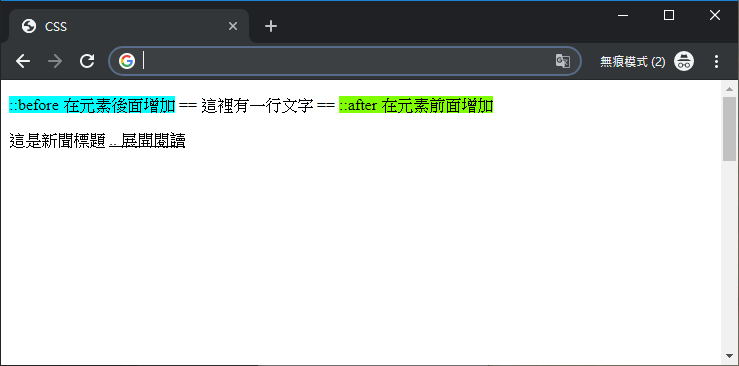 CSS
無痕模式 (2)
::before 在元素後面增加 == 這裡有一行文字 == ::after 在元素前面增加
這是新聞標題 .. 展開閱讀